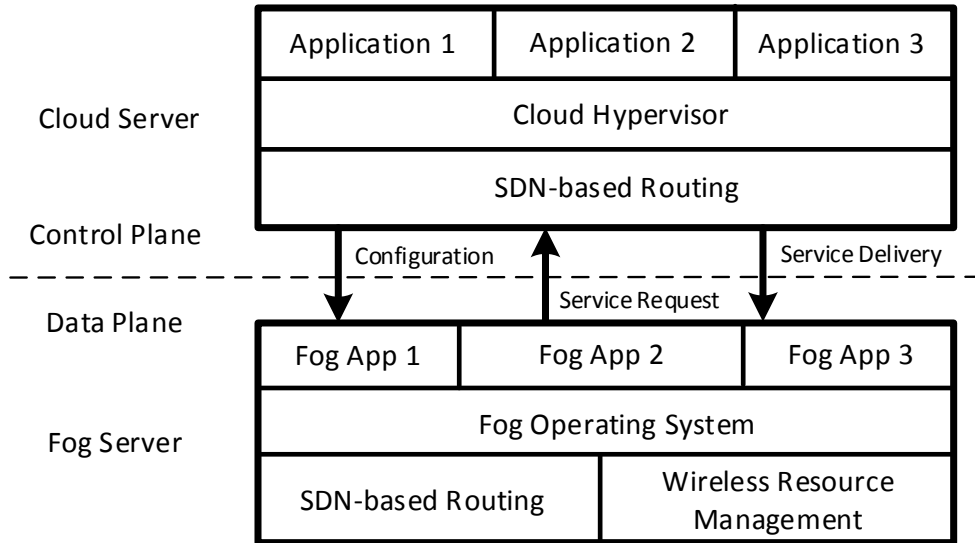 Application 1
Application 2
Application 3
Cloud Server
Cloud Hypervisor
SDN-based Routing
Control Plane
Configuration
Service Delivery
Data Plane
Service Request
Fog App 1
Fog App 2
Fog App 3
Fog Server
Fog Operating System
SDN-based Routing
Wireless Resource
Management